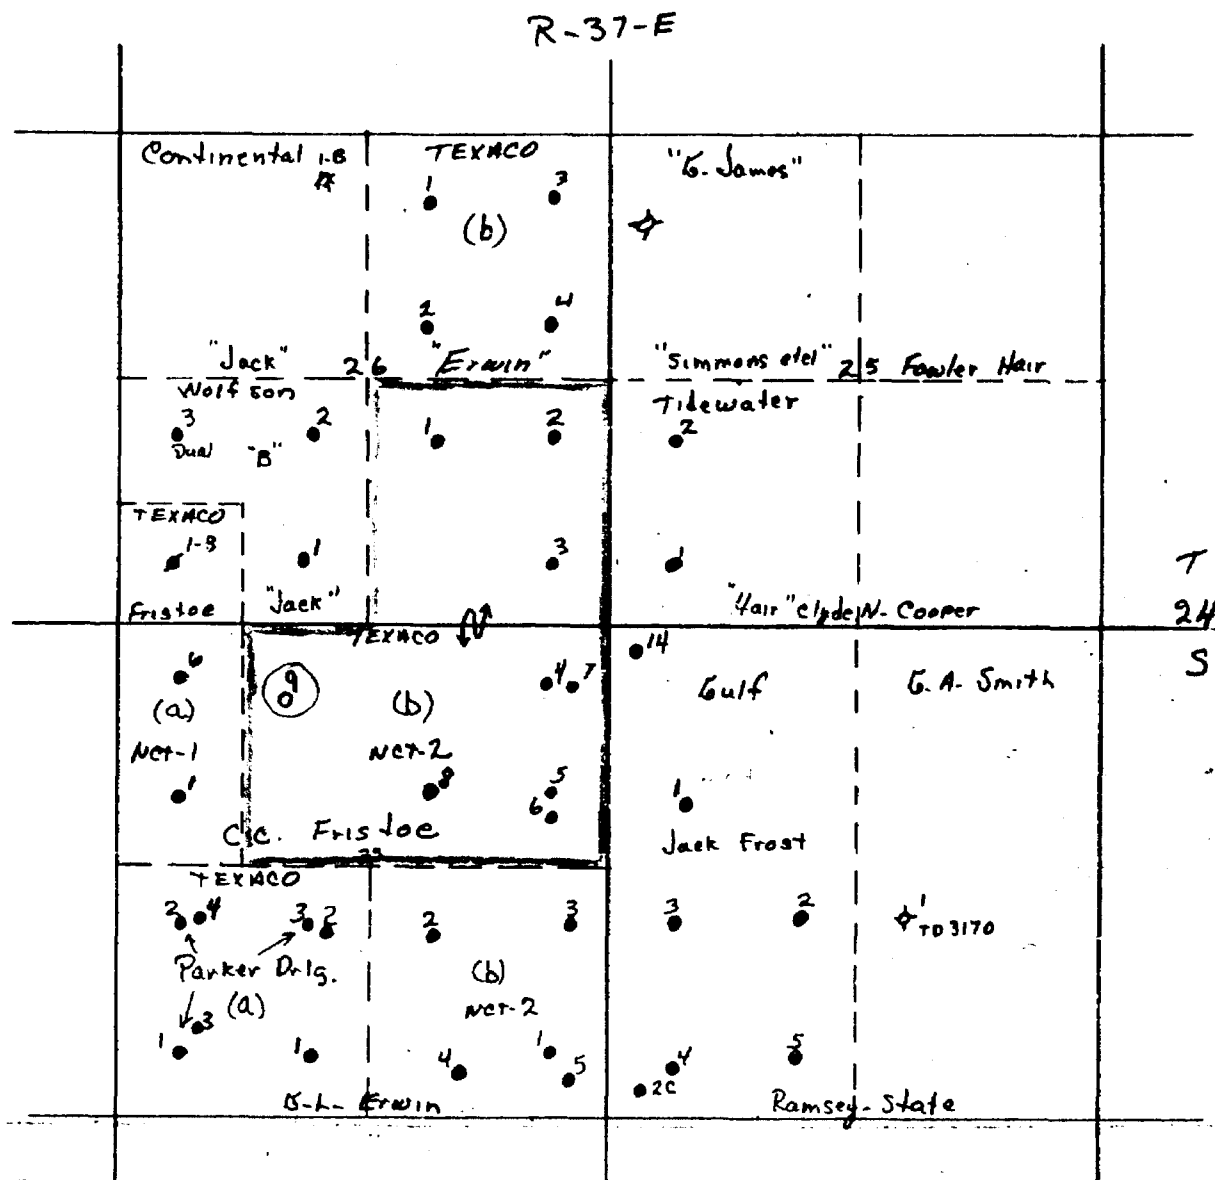 R-37-E
Continental 1-B
TEXACO
1
3
(b)
2
4
"Jack"
26
"Erwin"
"G. James"
"Simmons etal"
25
Fowler Hair
Wolfson
3
Dual
"B"
2
TEXACO
1-B
1
Fristoe
"Jack"
1
2
3
Tidewater
2
1
"Hair" Clyde N. Cooper
T
24
S
6
(a)
NCT-1
1
TEXACO
9
(b)
NCT-2
4
7
8
5
6
C.C. Fristoe
14
Gulf
1
Jack Frost
G. A. Smith
TEXACO
2
4
3
2
Parker Drlg.
(a)
1
3
1
2
3
(b)
NCT-2
4
1
5
B-L- Erwin
3
2
1
TD 3170
4
5
2C
Ramsey-State